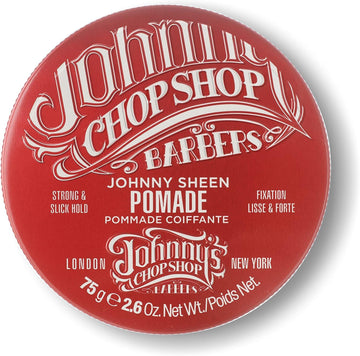 Johnny's
CHOP SHOP
BARBERS
JOHNNY SHEEN
STRONG &
SLICK HOLD
POMADE
FIXATION
LISSE & FORTE
POMMADE COIFFANTE
LONDON
Johnny's
CHOP SHOP
BARBERS
NEW YORK
75g e 2.6 Oz. Net Wt./Poids Net.